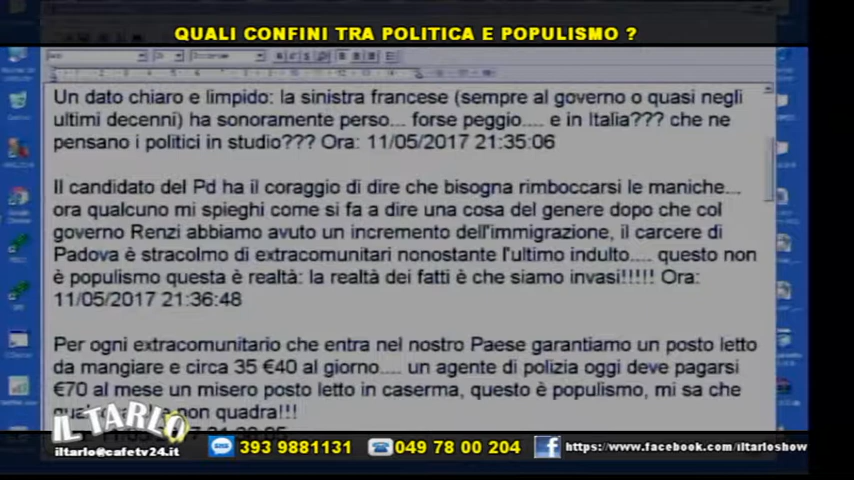 QUALI CONFINI TRA POLITICA E POPULISMO ?
Un dato chiaro e limpido: la sinistra francese (sempre al governo o quasi negli
ultimi decenni) ha sonoramente perso... forse peggio.... e in Italia??? che ne
pensano i politici in studio??? Ora: 11/05/2017 21:35:06
Il candidato del Pd ha il coraggio di dire che bisogna rimboccarsi le maniche...
ora qualcuno mi spieghi come si fa a dire una cosa del genere dopo che col
governo Renzi abbiamo avuto un incremento dell'immigrazione, il carcere di
Padova è stracolmo di extracomunitari nonostante l'ultimo indulto.... questo non
è populismo questa è realtà: la realtà dei fatti è che siamo invasi!!!!! Ora:
11/05/2017 21:36:48
Per ogni extracomunitario che entra nel nostro Paese garantiamo un posto letto
da mangiare e circa 35 €40 al giorno.... un agente di polizia oggi deve pagarsi
€70 al mese un misero posto letto in caserma, questo è populismo, mi sa che
non quadra!!!
IL TARLO
iltarlo@cafetv24.it
SMS 393 9881131
049 78 00 204
https://www.facebook.com/iltarloshow